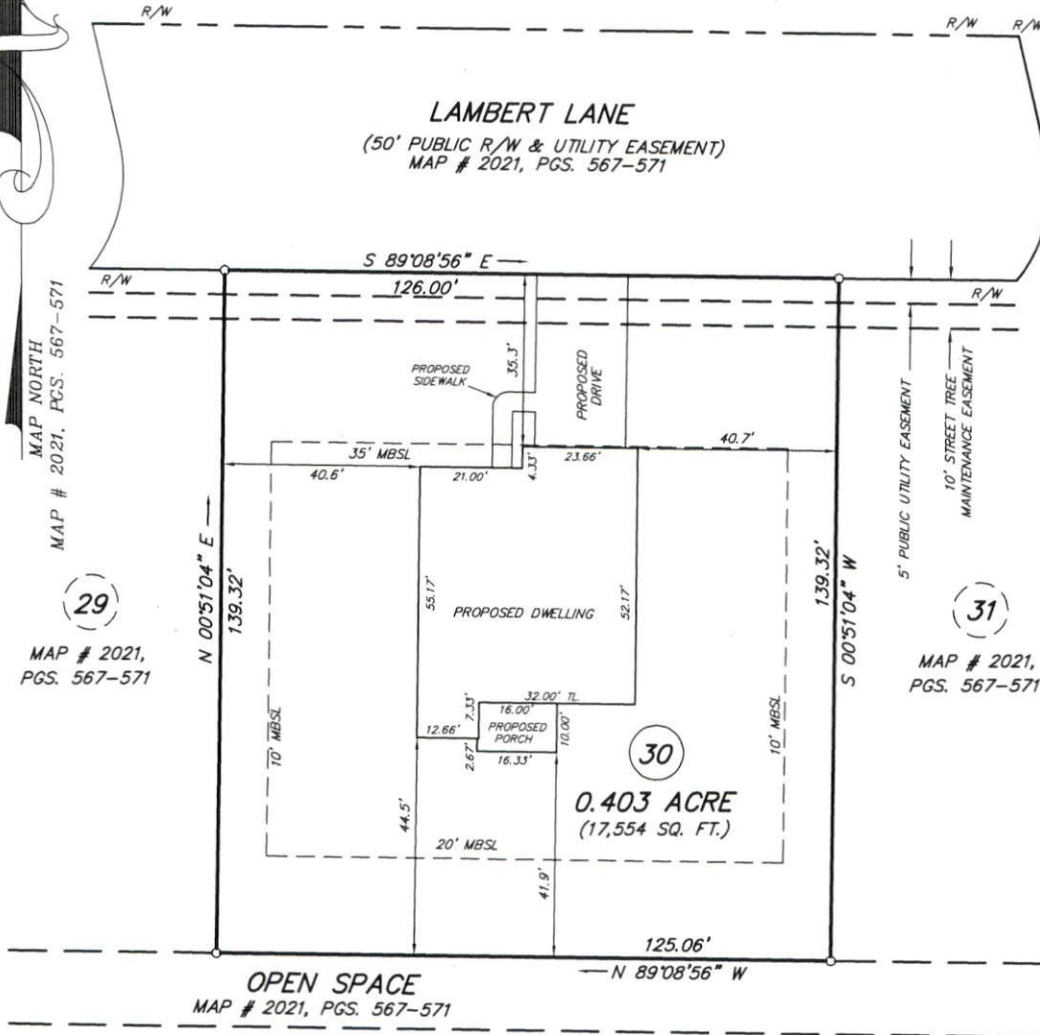 R/W
R/W
R/W
LAMBERT LANE
(50' PUBLIC R/W & UTILITY EASEMENT)
MAP # 2021, PGS. 567-571
S 89°08'56" E
R/W
126.00'
R/W
MAP NORTH
MAP # 2021, PGS. 567-571
PROPOSED
SIDEWALK
35.3'
PROPOSED
DRIVE
5' PUBLIC UTILITY EASEMENT
10' STREET TREE
MAINTENANCE EASEMENT
35' MBSL
40.6'
21.00'
4.33'
23.66'
40.7'
N 00°51'04" E
139.32'
29
MAP # 2021,
PGS. 567-571
55.17'
PROPOSED DWELLING
52.17'
139.32'
S 00°51'04" W
31
MAP # 2021,
PGS. 567-571
10' MBSL
32.00' TL
16.00'
7.33'
12.66'
PROPOSED
PORCH
10.00'
2.67'
16.33'
10' MBSL
30
0.403 ACRE
(17,554 SQ. FT.)
44.5'
20' MBSL
41.9'
125.06'
N 89°08'56" W
OPEN SPACE
MAP # 2021, PGS. 567-571